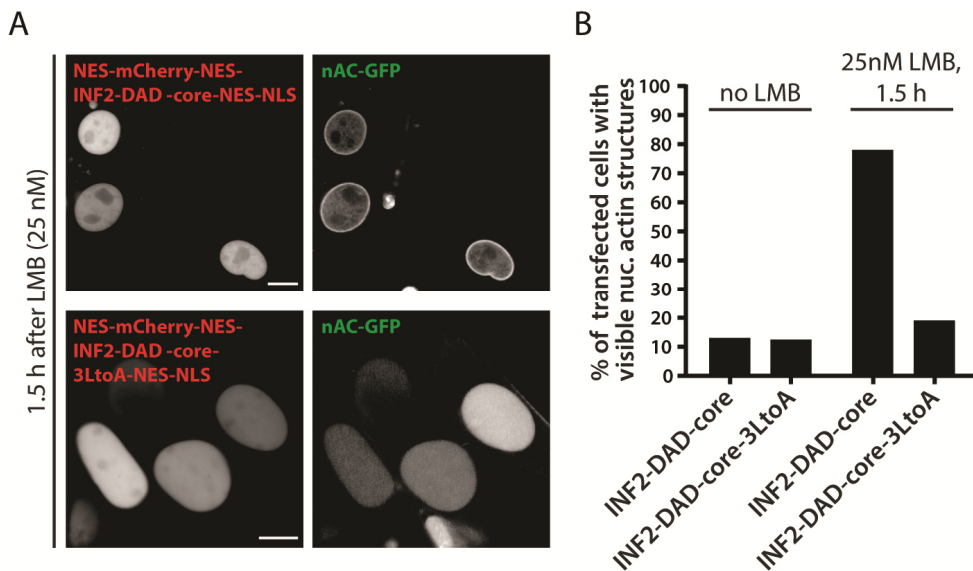 A
1.5 h after LMB (25 nM)
NES-mCherry-NES-
INF2-DAD -core-NES-NLS
nAC-GFP
NES-mCherry-NES-
INF2-DAD -core-
3LtoA-NES-NLS
nAC-GFP
B
% of transfected cells with
visible nuc. actin structures
100
90
80
70
60
50
40
30
20
10
0
no LMB
25nM LMB,
1.5 h
INF2-DAD-core
INF2-DAD-core-3LtoA
INF2-DAD-core
INF2-DAD-core-3LtoA